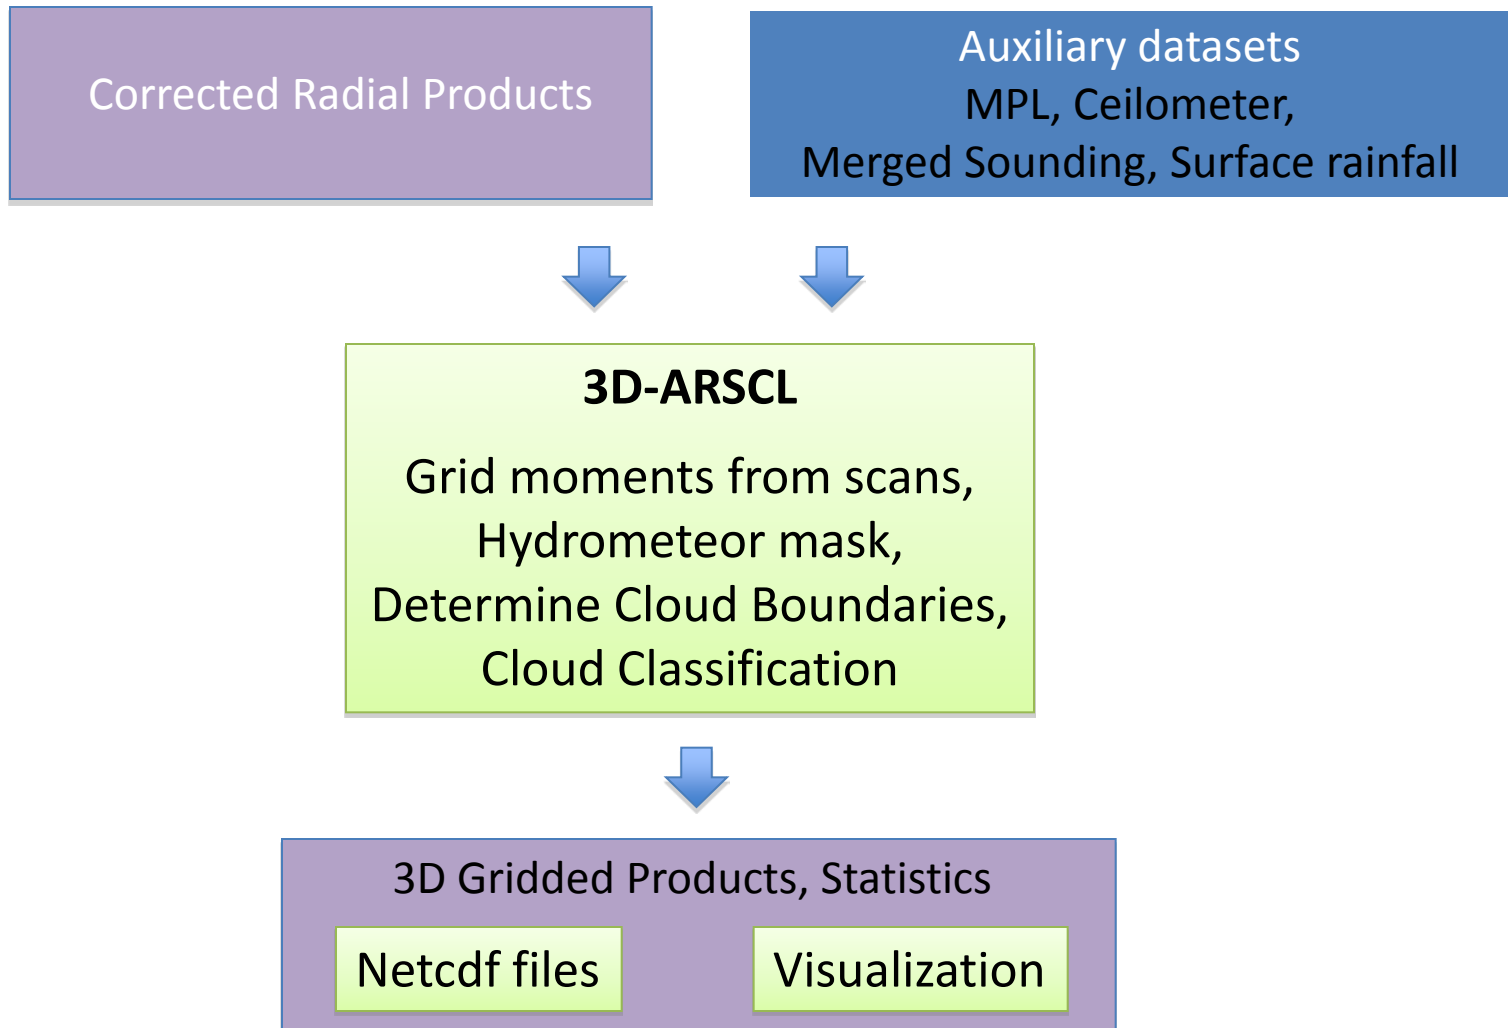 Corrected Radial Products
Auxiliary datasets
MPL, Ceilometer,
Merged Sounding, Surface rainfall
3D-ARSCL
Grid moments from scans,
Hydrometeor mask,
Determine Cloud Boundaries,
Cloud Classification
3D Gridded Products, Statistics
Netcdf files
Visualization